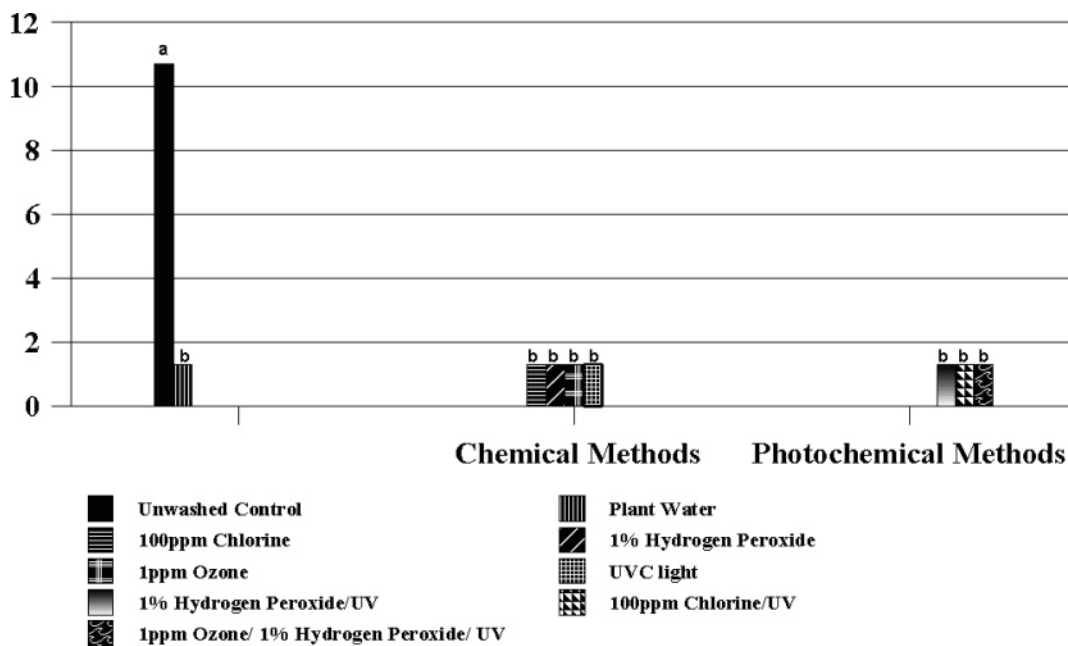 12
a
10
8
6
4
2
b
b b b b
b b b
0
Chemical Methods Photochemical Methods
Unwashed Control Plant Water
100ppm Chlorine 1% Hydrogen Peroxide
1ppm Ozone UVC light
1% Hydrogen Peroxide/UV 100ppm Chlorine/UV
1ppm Ozone/ 1% Hydrogen Peroxide/ UV